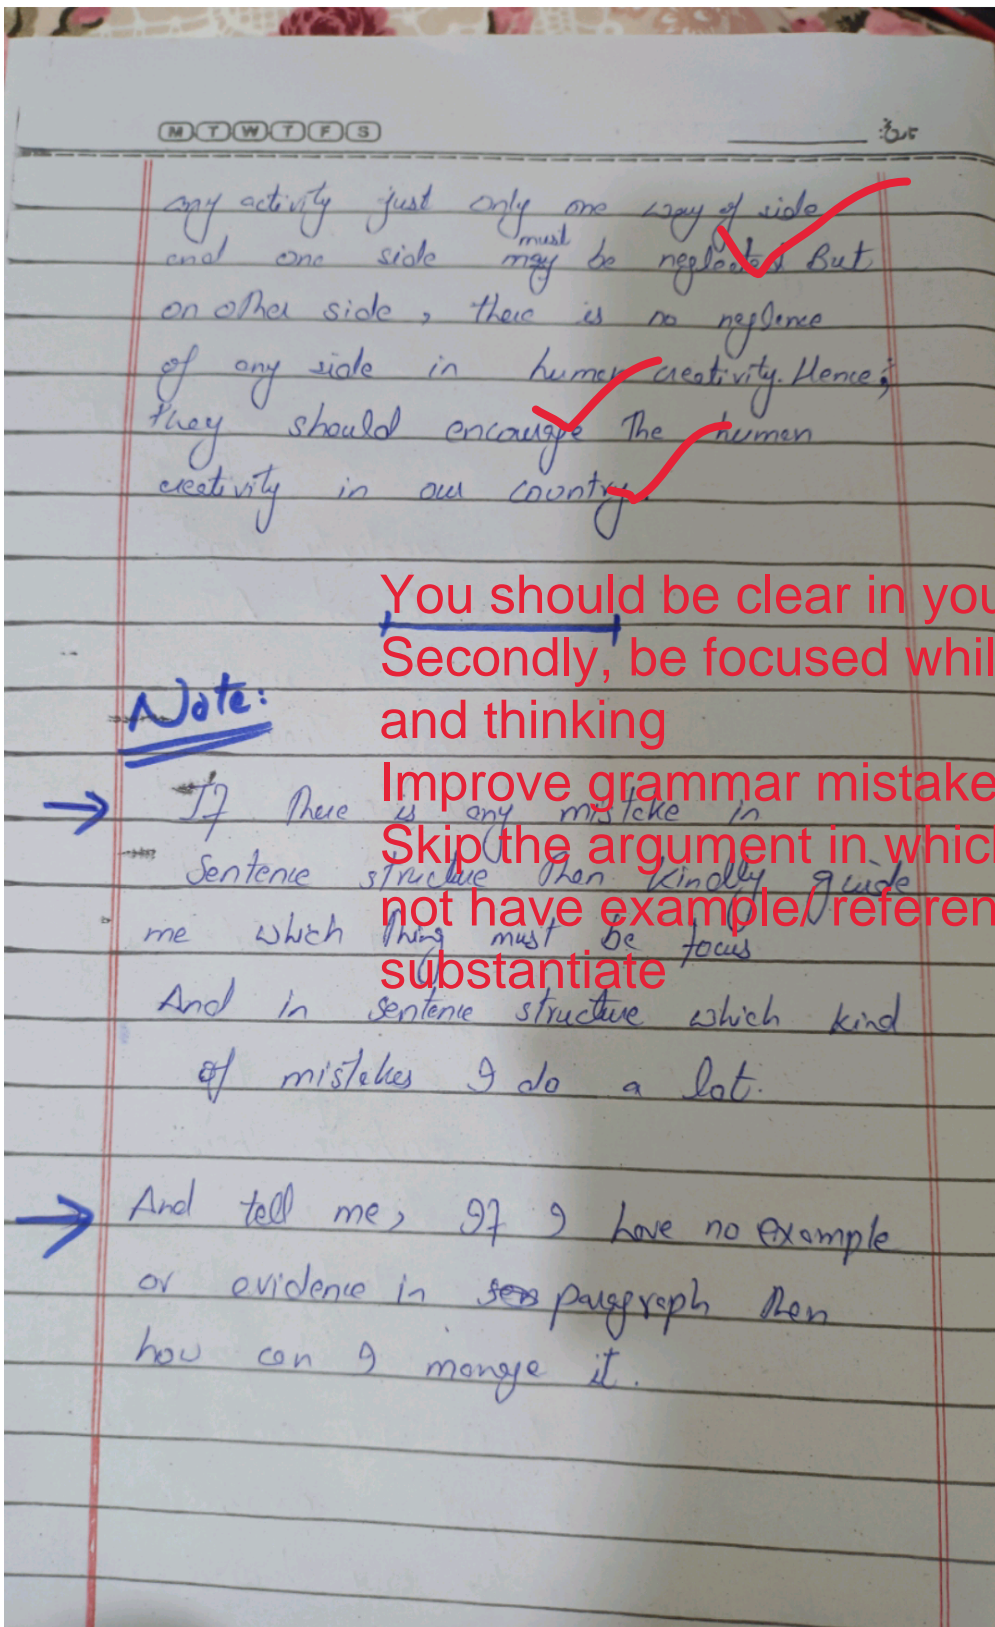 M T W T F S
any activity just only one way of side
and one side must may be neglected But
on other side, there is no neglence
of any side in human creativity. Hence;
they should encourage the human
creativity in our country.
You should be clear in you
Secondly, be focused whil
and thinking
Improve grammar mistake
Skip the argument in whic
not have example/ referen
substantiate
Note:
If there is any mistake in
Sentence structure then kindly guide
me which thing must be focus
And in sentence structure which kind
of mistakes I do a lot.
And tell me, If I have no example
or evidence in paragraph then
how can I mange it.